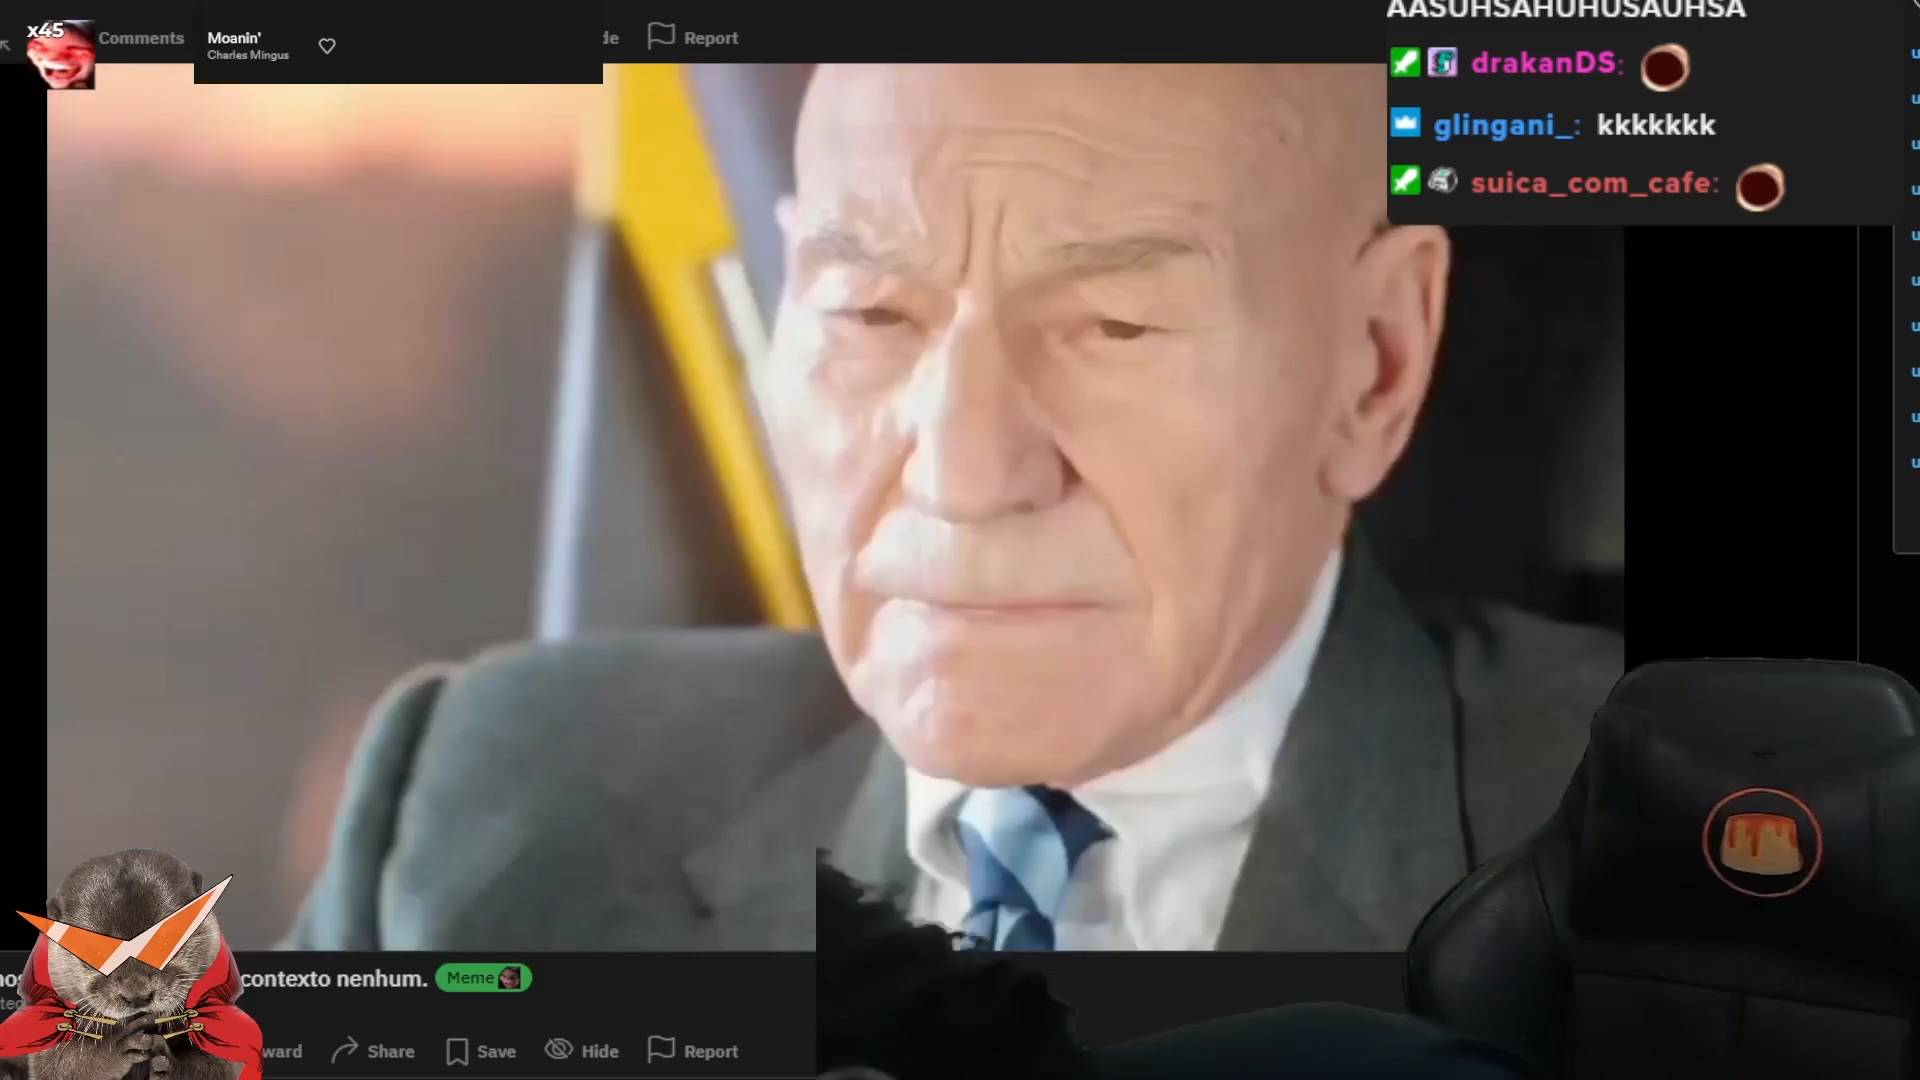 x45
Comments
Moanin'
Charles Mingus
de
Report
AASUHSAHUHUSAUHSA
drakanDS:
glingani_: kkkkkkk
suica_com_cafe:
contexto nenhum.
Meme
ward
Share
Save
Hide
Report